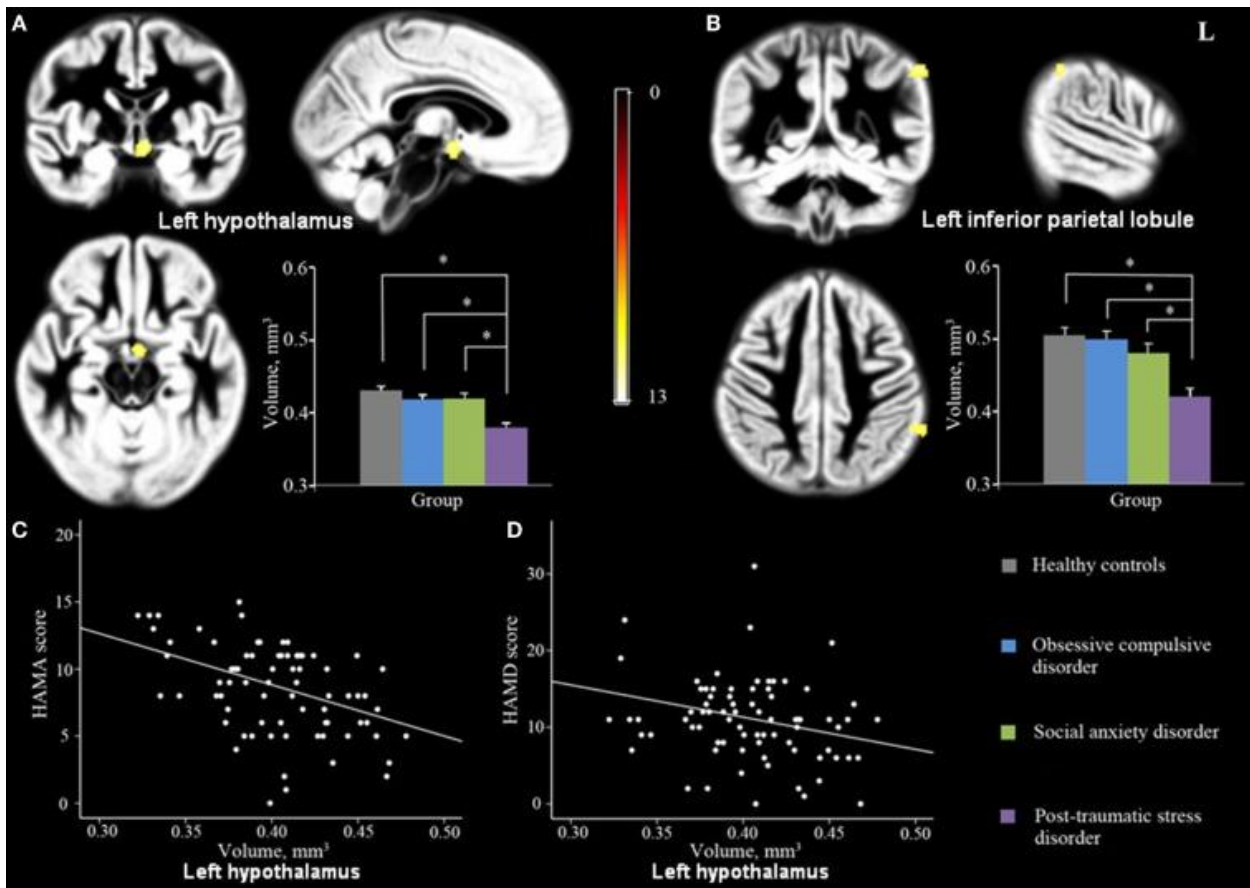 A
B
L
0
13
Left hypothalamus
Left inferior parietal lobule
0.6
0.5
0.4
0.3
Volume, mm³
*
*
*
Group
0.6
0.5
0.4
0.3
Volume, mm³
*
*
*
Group
C
20
15
10
5
0
HAMA score
0.30
0.35
0.40
0.45
0.50
Volume, mm³
Left hypothalamus
D
30
20
10
0
HAMD score
0.30
0.35
0.40
0.45
0.50
Volume, mm³
Left hypothalamus
Healthy controls
Obsessive compulsive
disorder
Social anxiety disorder
Post-traumatic stress
disorder